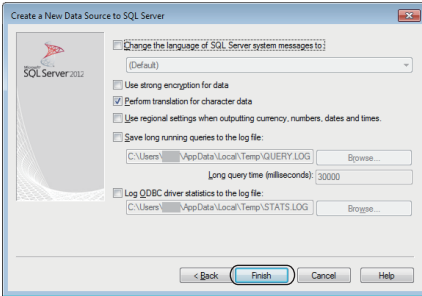 Create a New Data Source to SQL Server
Microsoft
SQL Server 2012
Change the language of SQL Server system messages to:
(Default)
Use strong encryption for data
Perform translation for character data
Use regional settings when outputting currency, numbers, dates and times.
Save long running queries to the log file:
C:\Users\ \AppData\Local\Temp\QUERY.LOG
Browse...
Long query time (milliseconds):
30000
Log ODBC driver statistics to the log file:
C:\Users\ \AppData\Local\Temp\STATS.LOG
Browse...
< Back
Finish
Cancel
Help